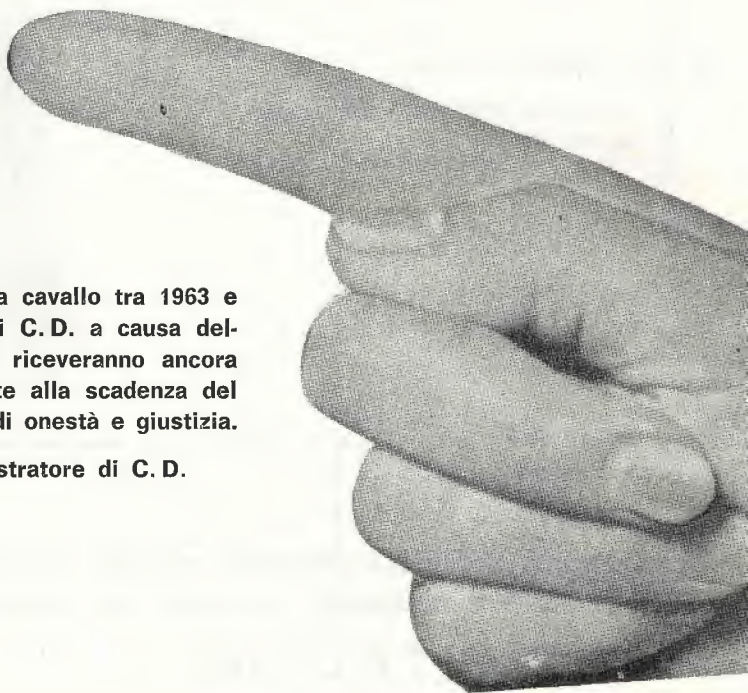 a cavallo tra 1963 e
i C. D. a causa del-
riceveranno ancora
te alla scadenza del
di onestà e giustizia.
stratore di C. D.